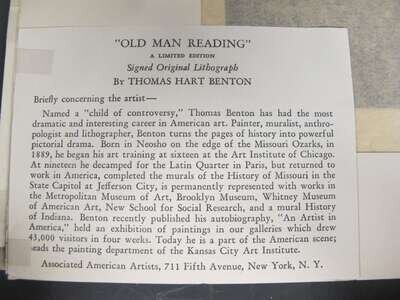 "OLD MAN READING"
A LIMITED EDITION
Signed Original Lithograph
BY THOMAS HART BENTON
Briefly concerning the artist—
Named a "child of controversy," Thomas Benton has had the most
dramatic and interesting career in American art. Painter, muralist, anthro-
pologist and lithographer, Benton turns the pages of history into powerful
pictorial drama. Born in Neosho on the edge of the Missouri Ozarks, in
1889, he began his art training at sixteen at the Art Institute of Chicago.
At nineteen he decamped for the Latin Quarter in Paris, but returned to
work in America, completed the murals of the History of Missouri in the
State Capitol at Jefferson City, is permanently represented with works in
the Metropolitan Museum of Art, Brooklyn Museum, Whitney Museum
of American Art, New School for Social Research, and a mural History
of Indiana. Benton recently published his autobiography, "An Artist in
America," held an exhibition of paintings in our galleries which drew
43,000 visitors in four weeks. Today he is a part of the American scene;
heads the painting department of the Kansas City Art Institute.
Associated American Artists, 711 Fifth Avenue, New York, N. Y.